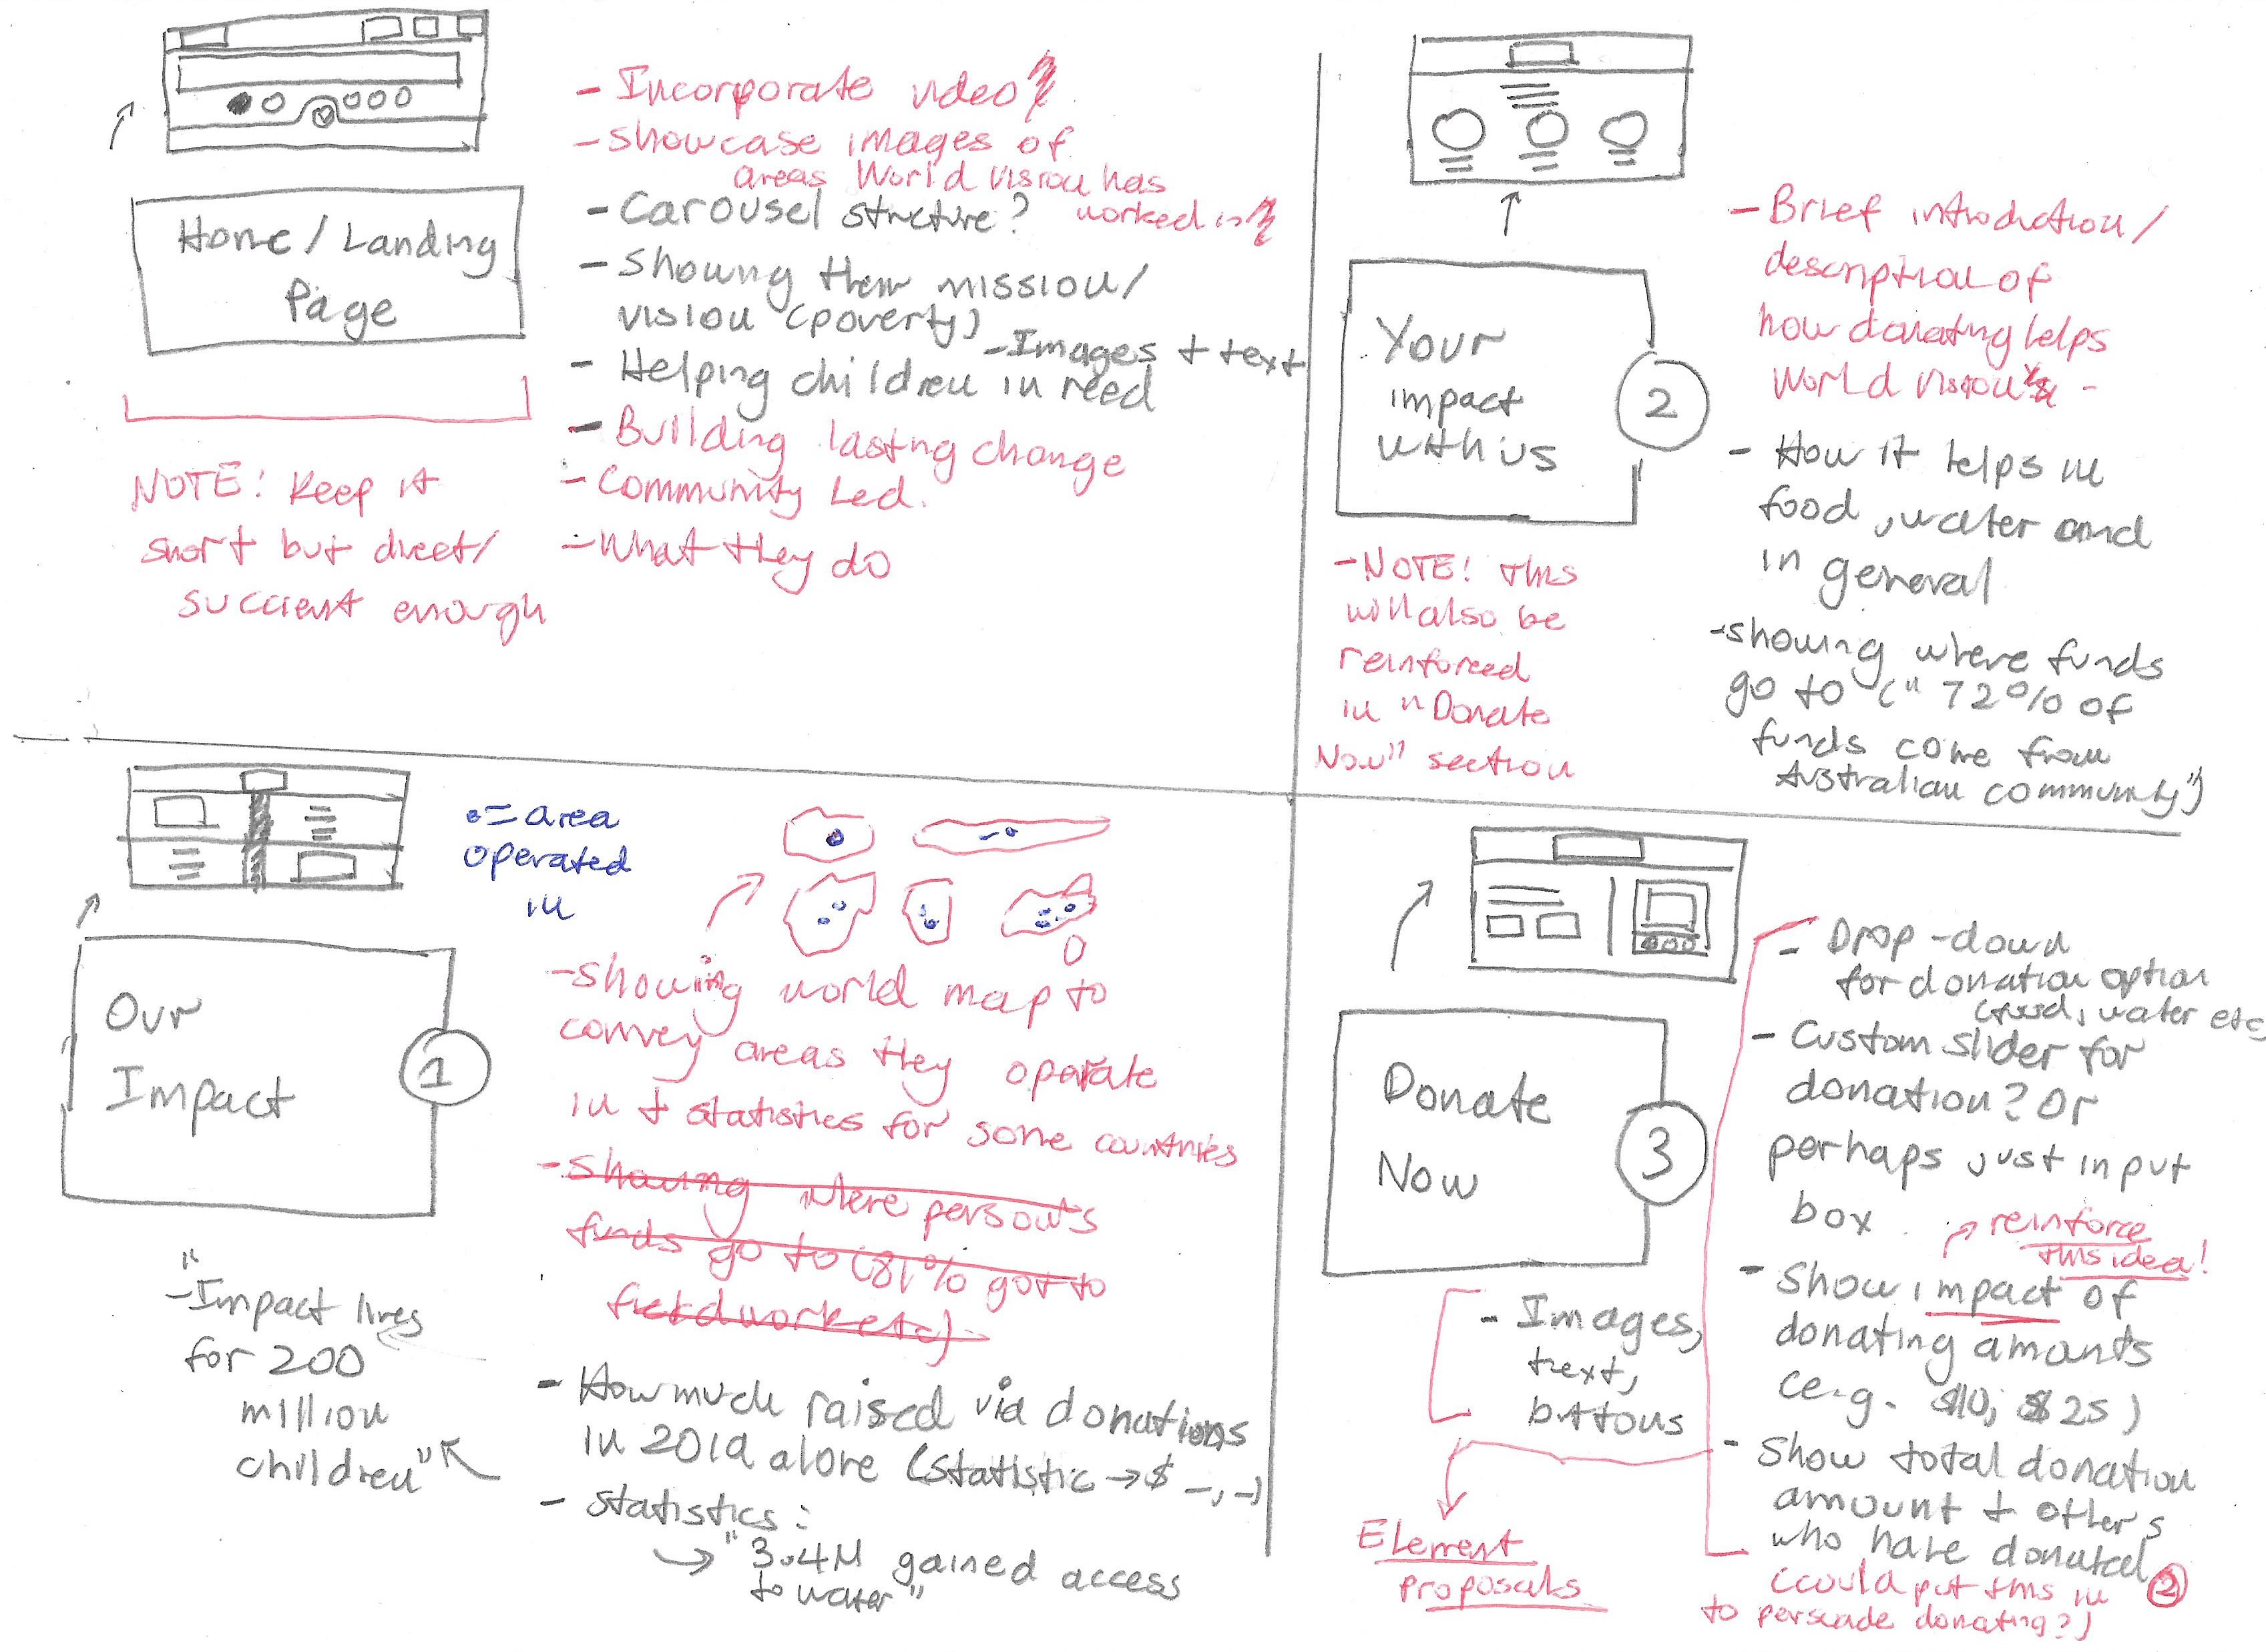 Home / Landing
Page
NOTE! Keep it
short but direct/
succient enough
- Incorporate video
- showcase images of
areas World vision has
worked in
- Carousel structure?
- Showing their mission/
vision (poverty)
- Images + text
- Helping children in need
- Building lasting change
- Community Led.
- What they do
Your
impact
with us
2
- NOTE! This
will also be
reinforced
in "Donate
Now" section
- Brief introduction/
description of
how donating helps
World vision
- How it helps in
food, water and
in general
- showing where funds
go to ("72% of
funds come from
Australian community")
Our
Impact
1
"
- Impact lives
for 200
million
children"
• = area
operated
in
- showing world map to
convey areas they operate
in + statistics for some countries
- showing where person's
funds go to (81% got to
field work etc)
- How much raised via donations
in 2019 alone (statistic → $ -,-)
- statistics:
→ "3.4M gained access
to water"
Donate
Now
3
- Images,
text,
buttons
Element
proposals
- Drop-down
for donation option
(food, water etc
- Custom slider for
donation? Or
perhaps just input
box
reinforce
this idea!
- Show impact of
donating amounts
(e.g. $10, $25)
- Show total donation
amount + others
who have donated
(could put this in 2
to persuade donating?)